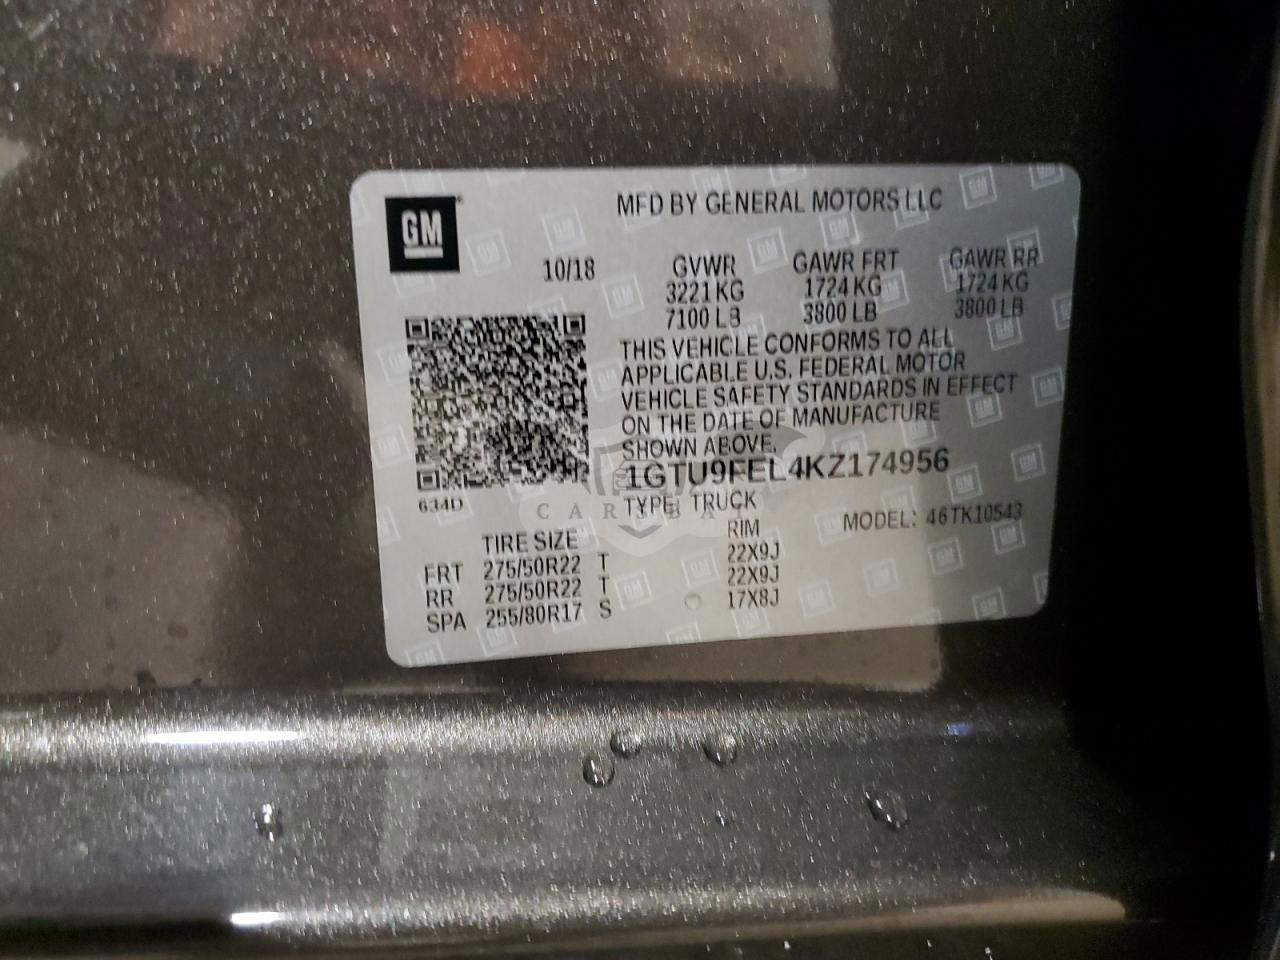 GM
MFD BY GENERAL MOTORS LLC
10/18 GVWR GAWR FRT GAWR RR
3221 KG 1724 KG 1724 KG
7100 LB 3800 LB 3800 LB
THIS VEHICLE CONFORMS TO ALL
APPLICABLE U.S. FEDERAL MOTOR
VEHICLE SAFETY STANDARDS IN EFFECT
ON THE DATE OF MANUFACTURE
SHOWN ABOVE.
1GTU9FEL4KZ174956
634D
TYPE: TRUCK
MODEL: 46TK10543
TIRE SIZE RIM
FRT 275/50R22 T 22X9J
RR 275/50R22 T 22X9J
SPA 255/80R17 S 17X8J